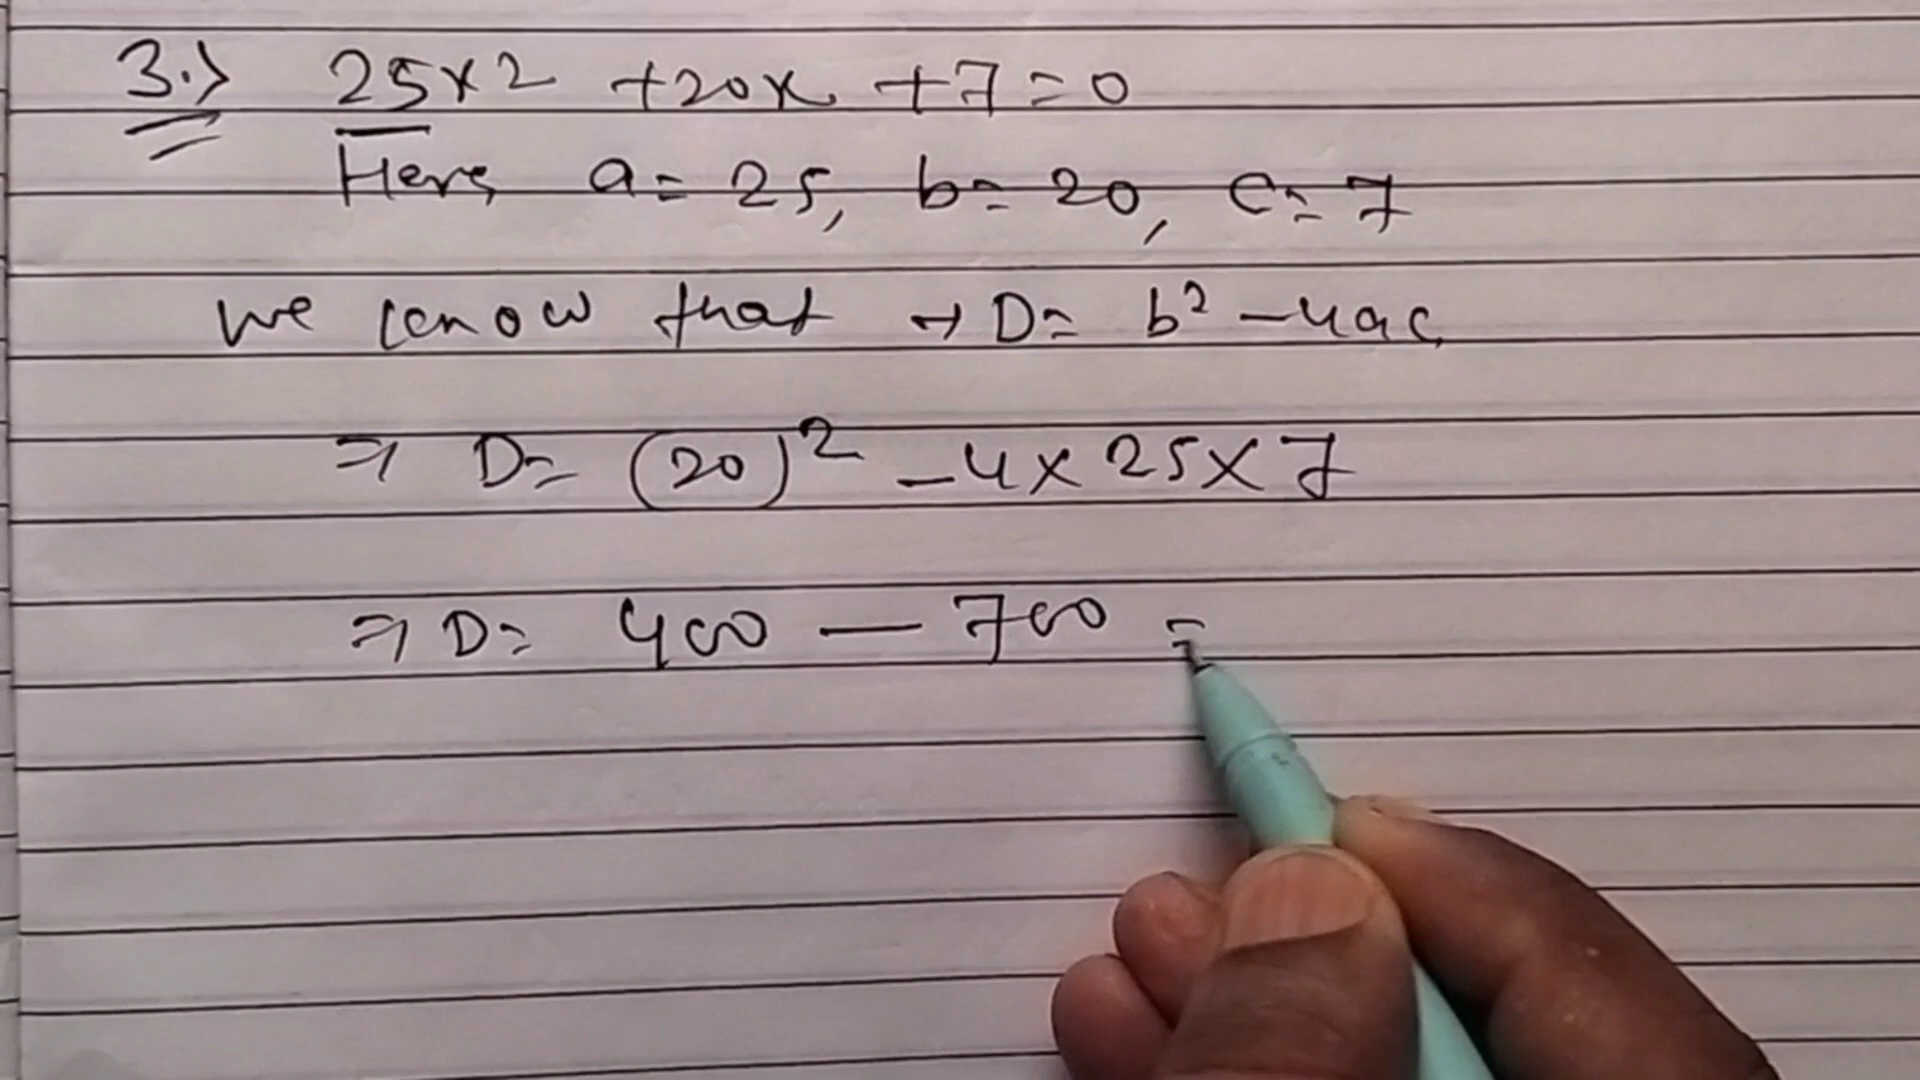 3.) 25x2 +20x +7=0
Here a= 25, b= 20, c= 7
we know that → D= b² -4ac
⇒ D= (20)² -4×25×7
⇒ D= 400 — 700 =